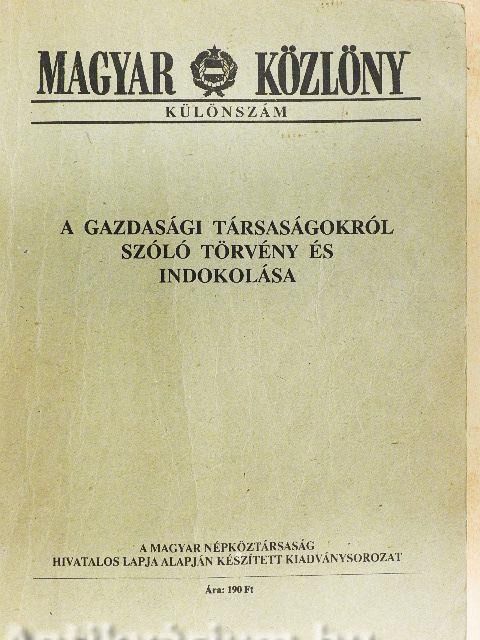 MAGYAR KÖZLÖNY
KÜLÖNSZÁM
A GAZDASÁGI TÁRSASÁGOKRÓL
SZÓLÓ TÖRVÉNY ÉS
INDOKOLÁSA
A MAGYAR NÉPKÖZTÁRSASÁG
HIVATALOS LAPJA ALAPJÁN KÉSZÍTETT KIADVÁNYSOROZAT
Ára: 190 Ft